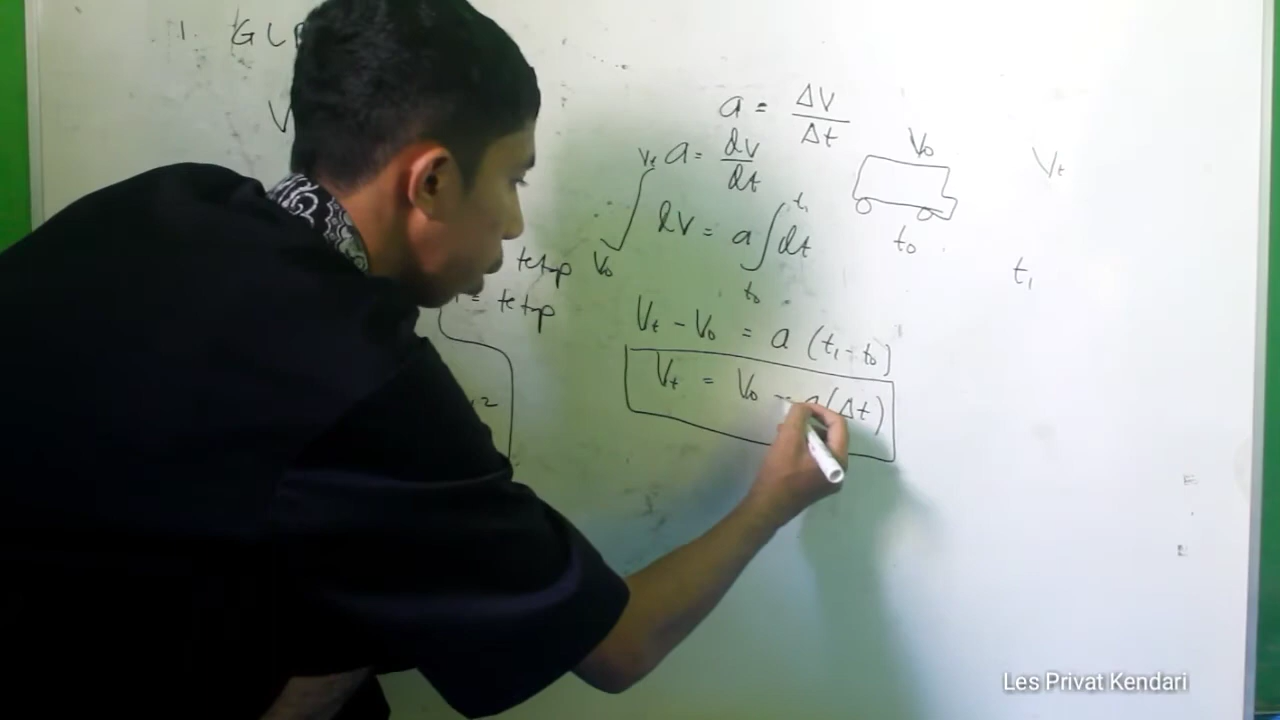 1. GL
V
a = ΔV/Δt
a = dv/dt
V₀
Vₜ
∫ Vₜ V₀ dv = a ∫ t₁ t₀ dt
t₀
t₁
tetap
= tetap
Vₜ - V₀ = a (t₁ - t₀)
Vₜ = V₀ a(Δt)
Les Privat Kendari